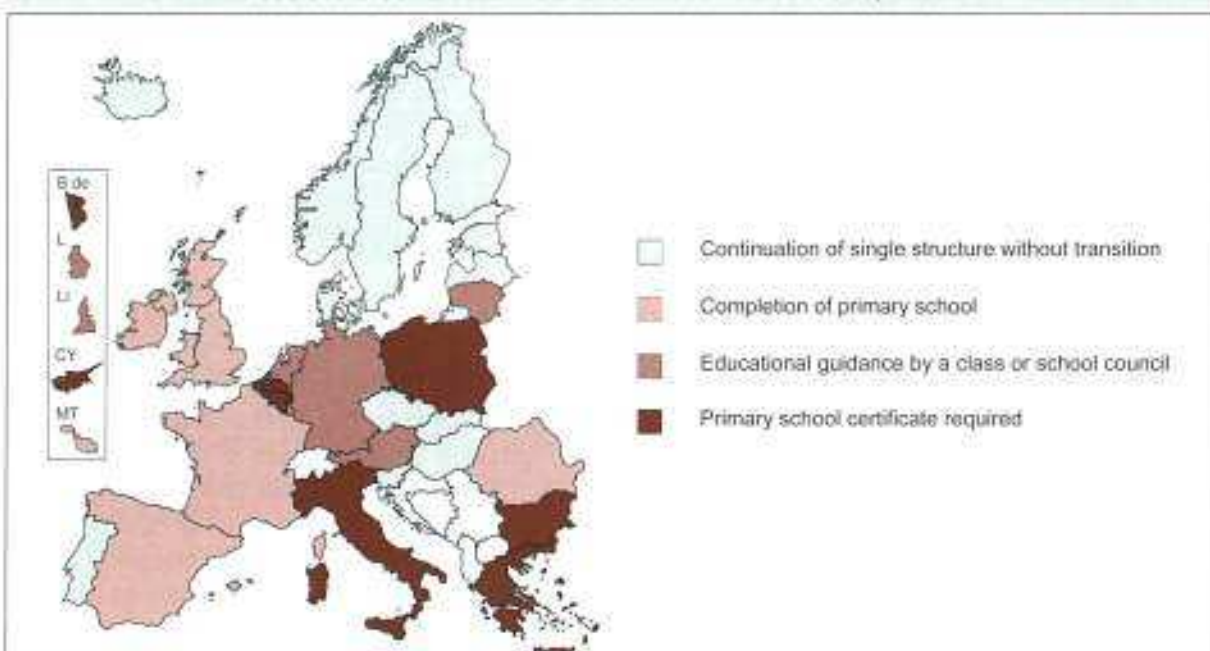 B de
L
LI
CY
MT
Continuation of single structure without transition
Completion of primary school
Educational guidance by a class or school council
Primary school certificate required